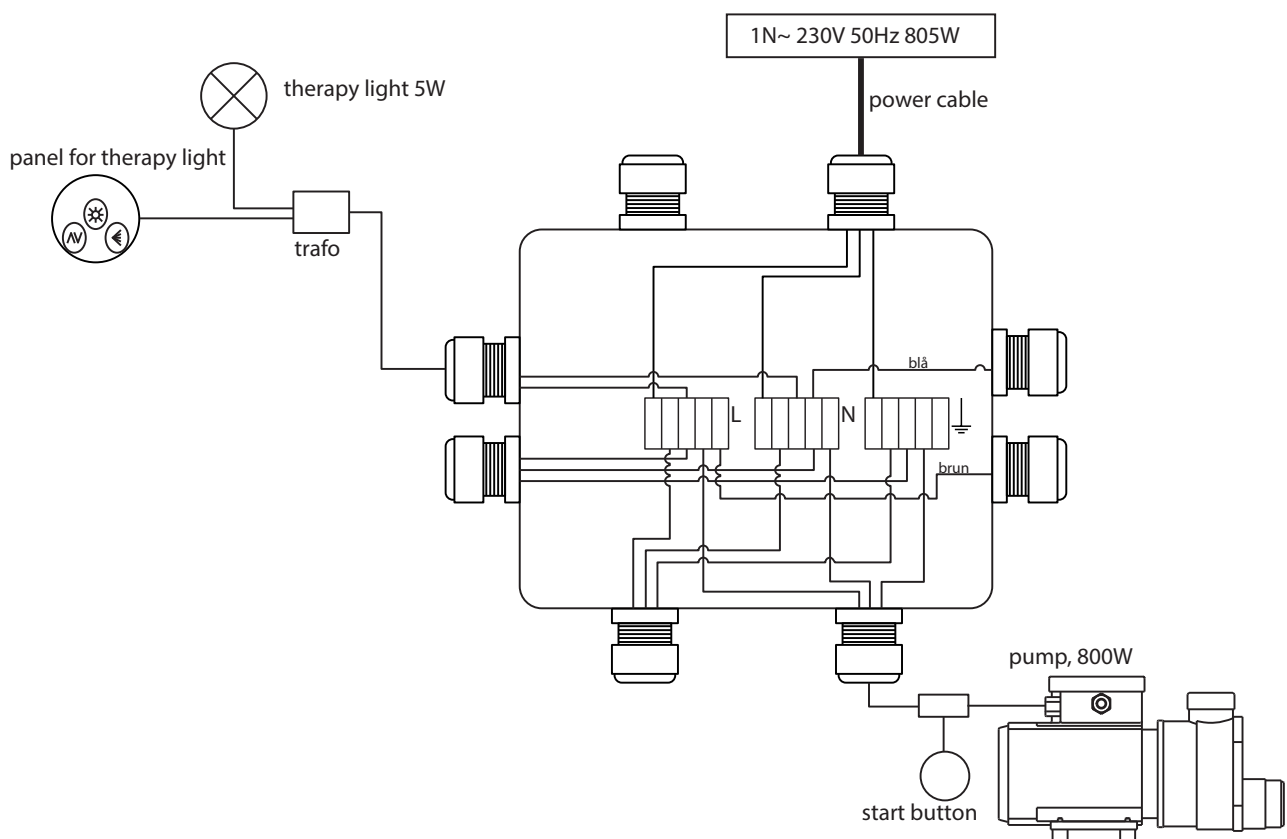 1N~ 230V 50Hz 805W
therapy light 5W
power cable
panel for therapy light
trafo
blå
L
N
brun
pump, 800W
start button